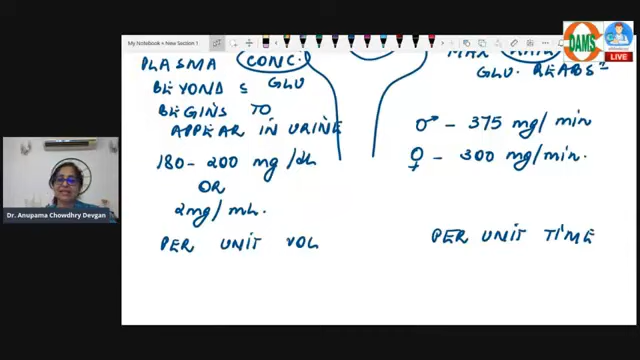 My Notebook » New Section 1
DAMS
LIVE
PLASMA CONC.
BEYOND GLU
BEGINS TO
APPEAR IN URINE
180-200 mg/dL
OR
2mg/mL.
PER UNIT VOL
MAX RATE
GLU. REABSⁿ
♂ - 375 mg/min
♀ - 300 mg/min.
PER UNIT TIME
Dr. Anupama Chowdhry Devgan